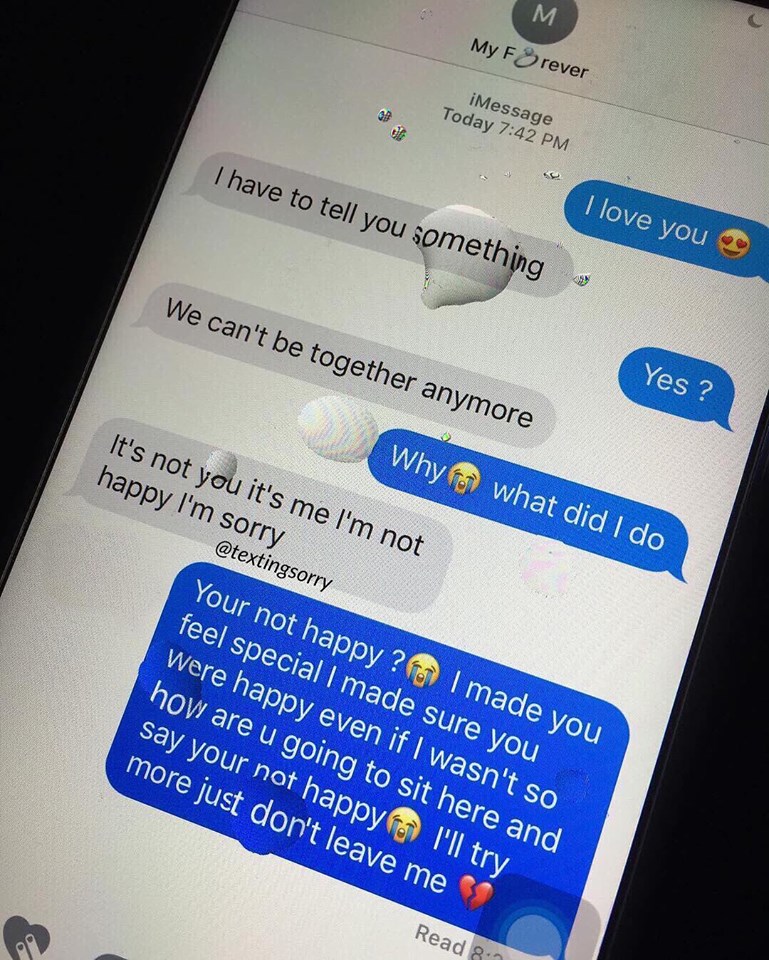 M
My F💍rever
iMessage
Today 7:42 PM
I love you 😍
I have to tell you something
Yes ?
We can't be together anymore
Why😭 what did I do
It's not you it's me I'm not
happy I'm sorry
@textingsorry
Your not happy ?😭 I made you
feel special I made sure you
were happy even if I wasn't so
how are u going to sit here and
say your not happy😭 I'll try
more just don't leave me 💔
Read